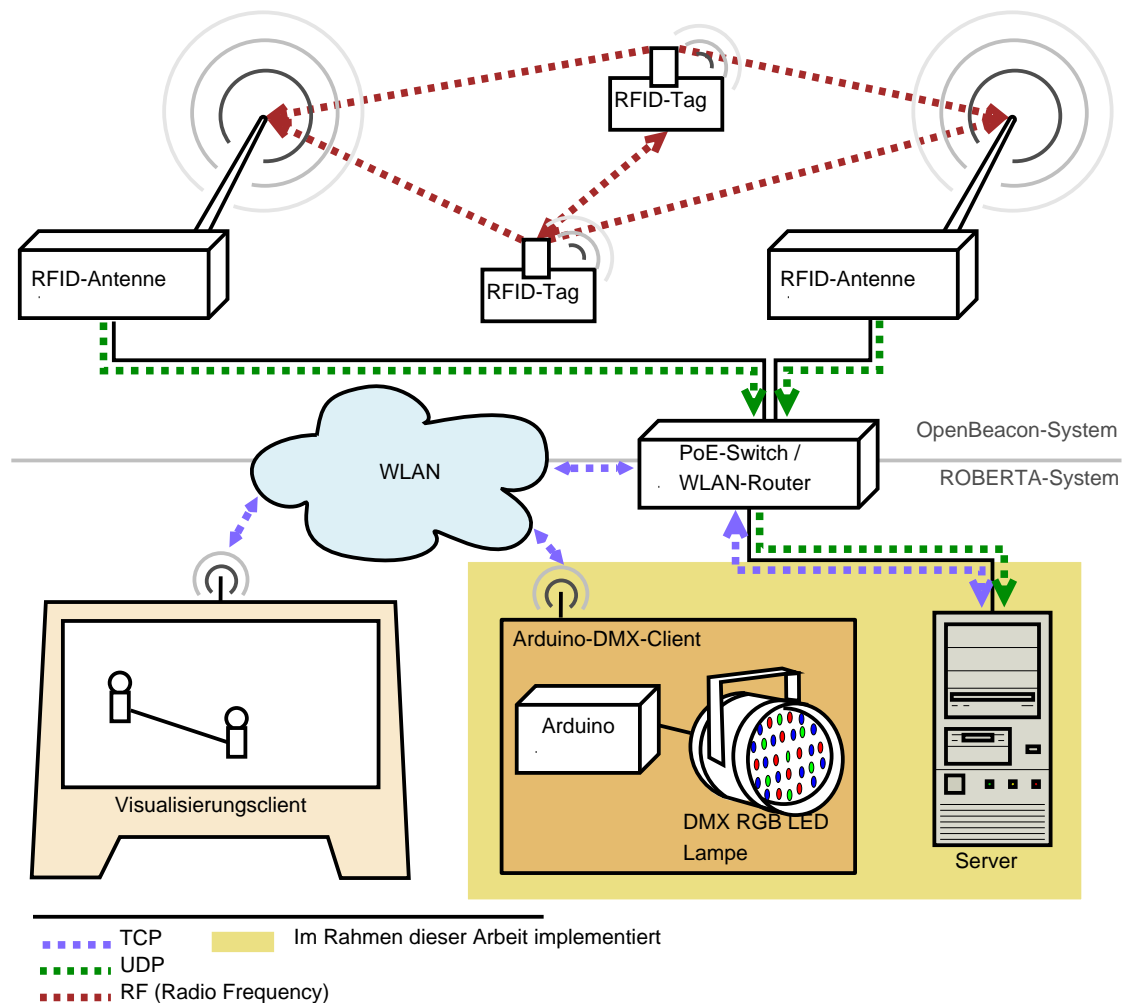 RFID-Tag
RFID-Antenne
RFID-Tag
RFID-Antenne
OpenBeacon-System
PoE-Switch /
WLAN-Router
WLAN
ROBERTA-System
Arduino-DMX-Client
Arduino
Visualisierungsclient
DMX RGB LED
Lampe
Server
TCP
Im Rahmen dieser Arbeit implementiert
UDP
RF (Radio Frequency)